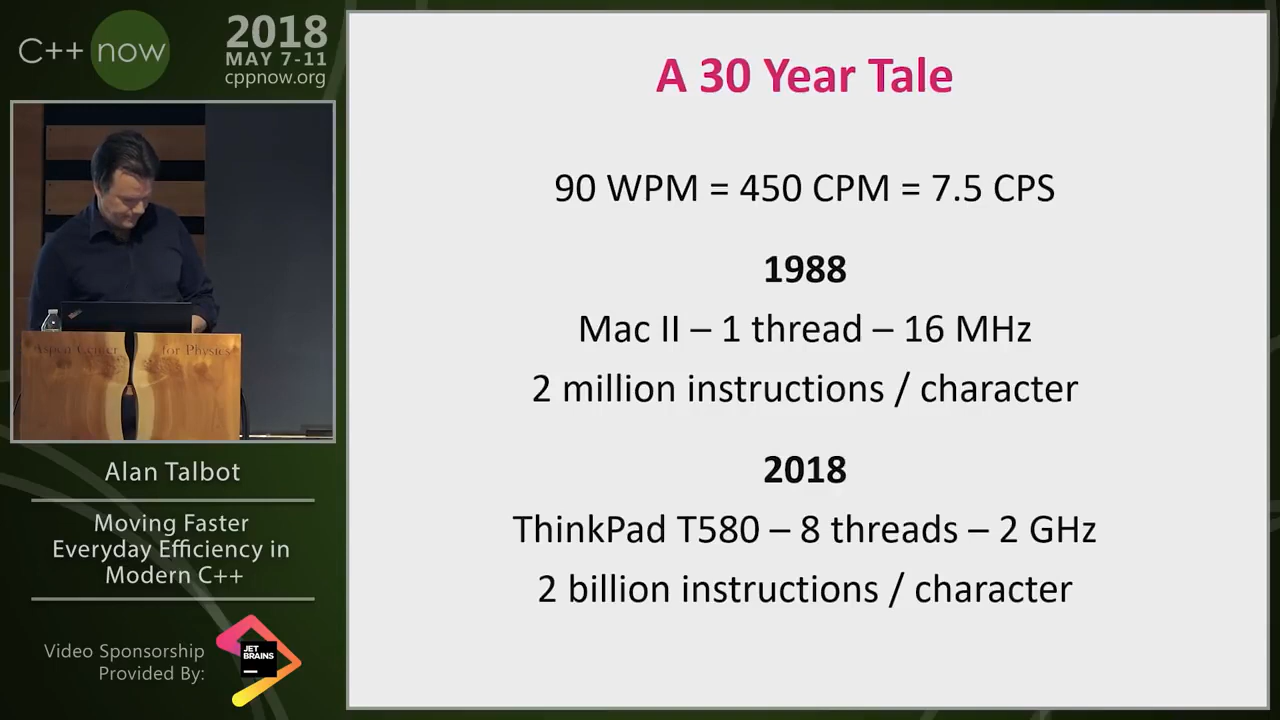 C++ now
2018
MAY 7-11
cppnow.org
Aspen Center for Physics
Alan Talbot
Moving Faster
Everyday Efficiency in
Modern C++
Video Sponsorship
Provided By:
JET
BRAINS
A 30 Year Tale
90 WPM = 450 CPM = 7.5 CPS
1988
Mac II – 1 thread – 16 MHz
2 million instructions / character
2018
ThinkPad T580 – 8 threads – 2 GHz
2 billion instructions / character